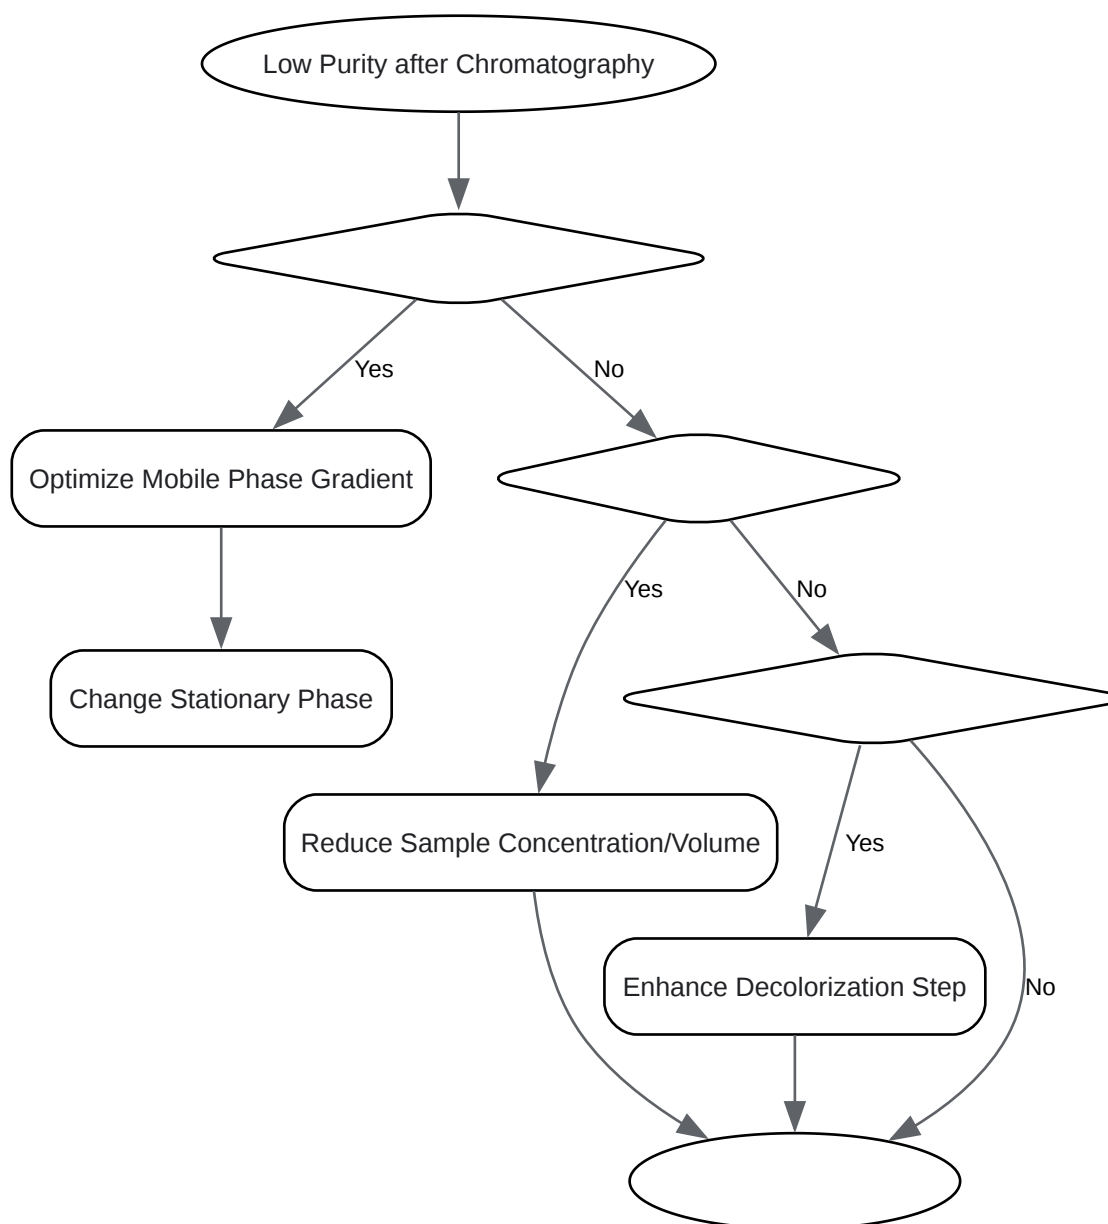 Low Purity after Chromatography
Yes
No
Optimize Mobile Phase Gradient
Yes
No
Change Stationary Phase
Reduce Sample Concentration/Volume
Yes
Enhance Decolorization Step
No